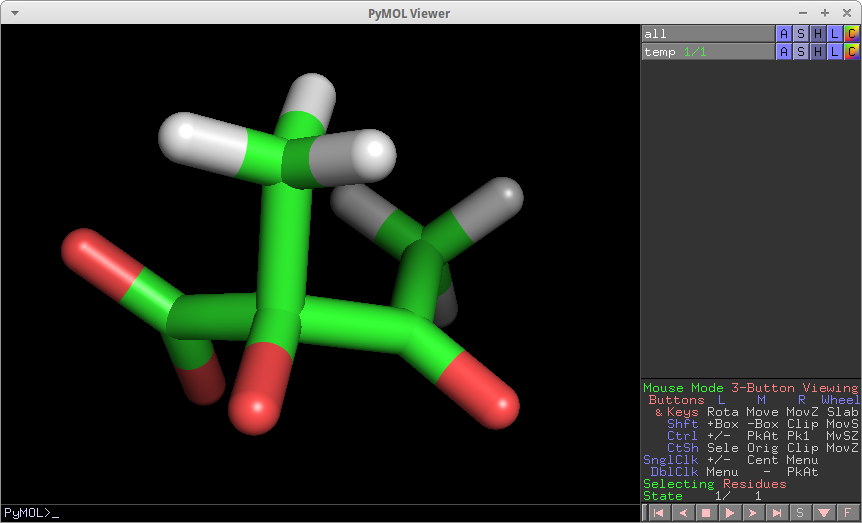 PyMOL Viewer
all A S H L C
temp 1/1 A S H L C
Mouse Mode 3-Button Viewing
Buttons L M R Wheel
& Keys Rota Move MovZ Slab
Shft +Box -Box Clip MovS
Ctrl +/- PkAt Pk1 MvSZ
CtSh Sele Orig Clip MovZ
SnglClk +/- Cent Menu
DblClk Menu - PkAt
Selecting Residues
State 1/ 1
PyMOL>_ S F